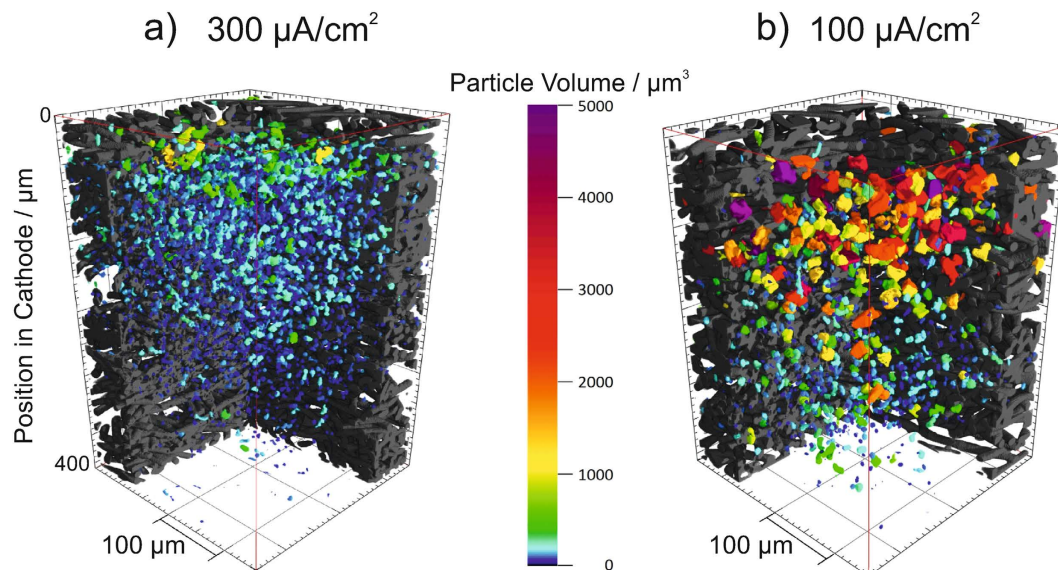 a) 300 µA/cm²
b) 100 µA/cm²
Particle Volume / µm³
0
Position in Cathode / µm
400
100 µm
5000
4000
3000
2000
1000
0
100 µm